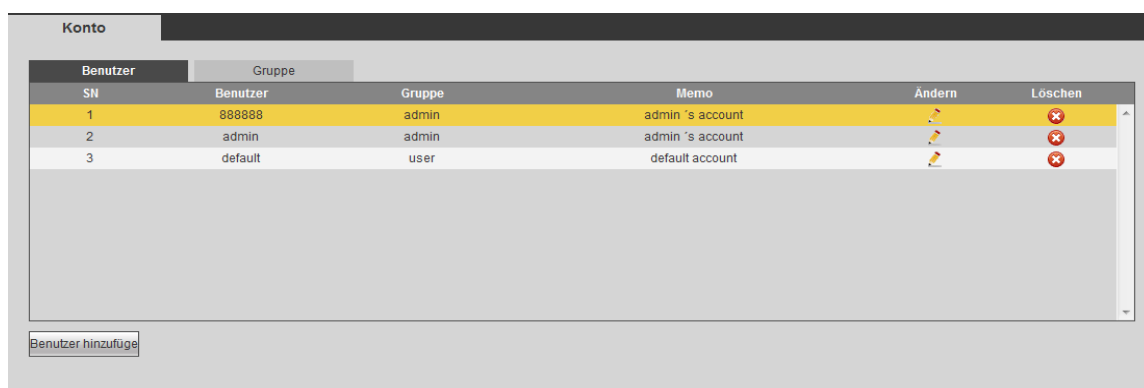 Konto
Benutzer Gruppe
SN Benutzer Gruppe Memo Ändern Löschen
1 888888 admin admin ´s account
2 admin admin admin ´s account
3 default user default account
Benutzer hinzufüge